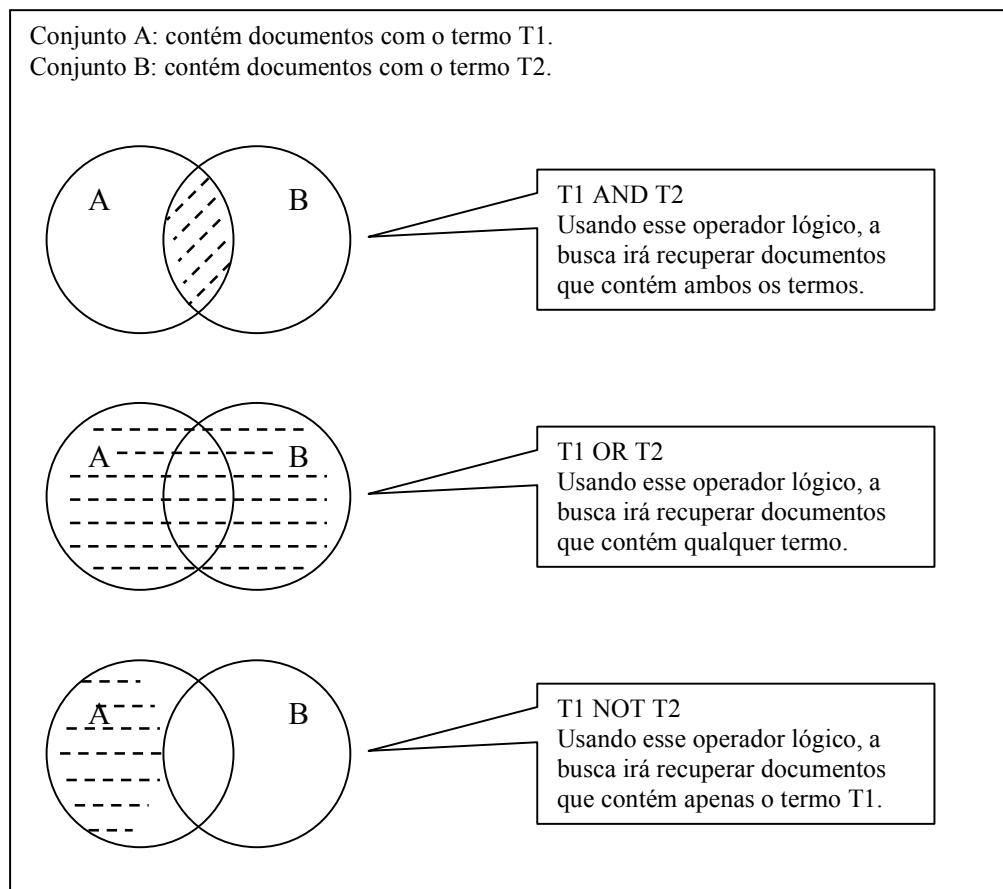 Conjunto A: contém documentos com o termo T1.
Conjunto B: contém documentos com o termo T2.
A
B
T1 AND T2
Usando esse operador lógico, a
busca irá recuperar documentos
que contém ambos os termos.
A
B
T1 OR T2
Usando esse operador lógico, a
busca irá recuperar documentos
que contém qualquer termo.
A
B
T1 NOT T2
Usando esse operador lógico, a
busca irá recuperar documentos
que contém apenas o termo T1.